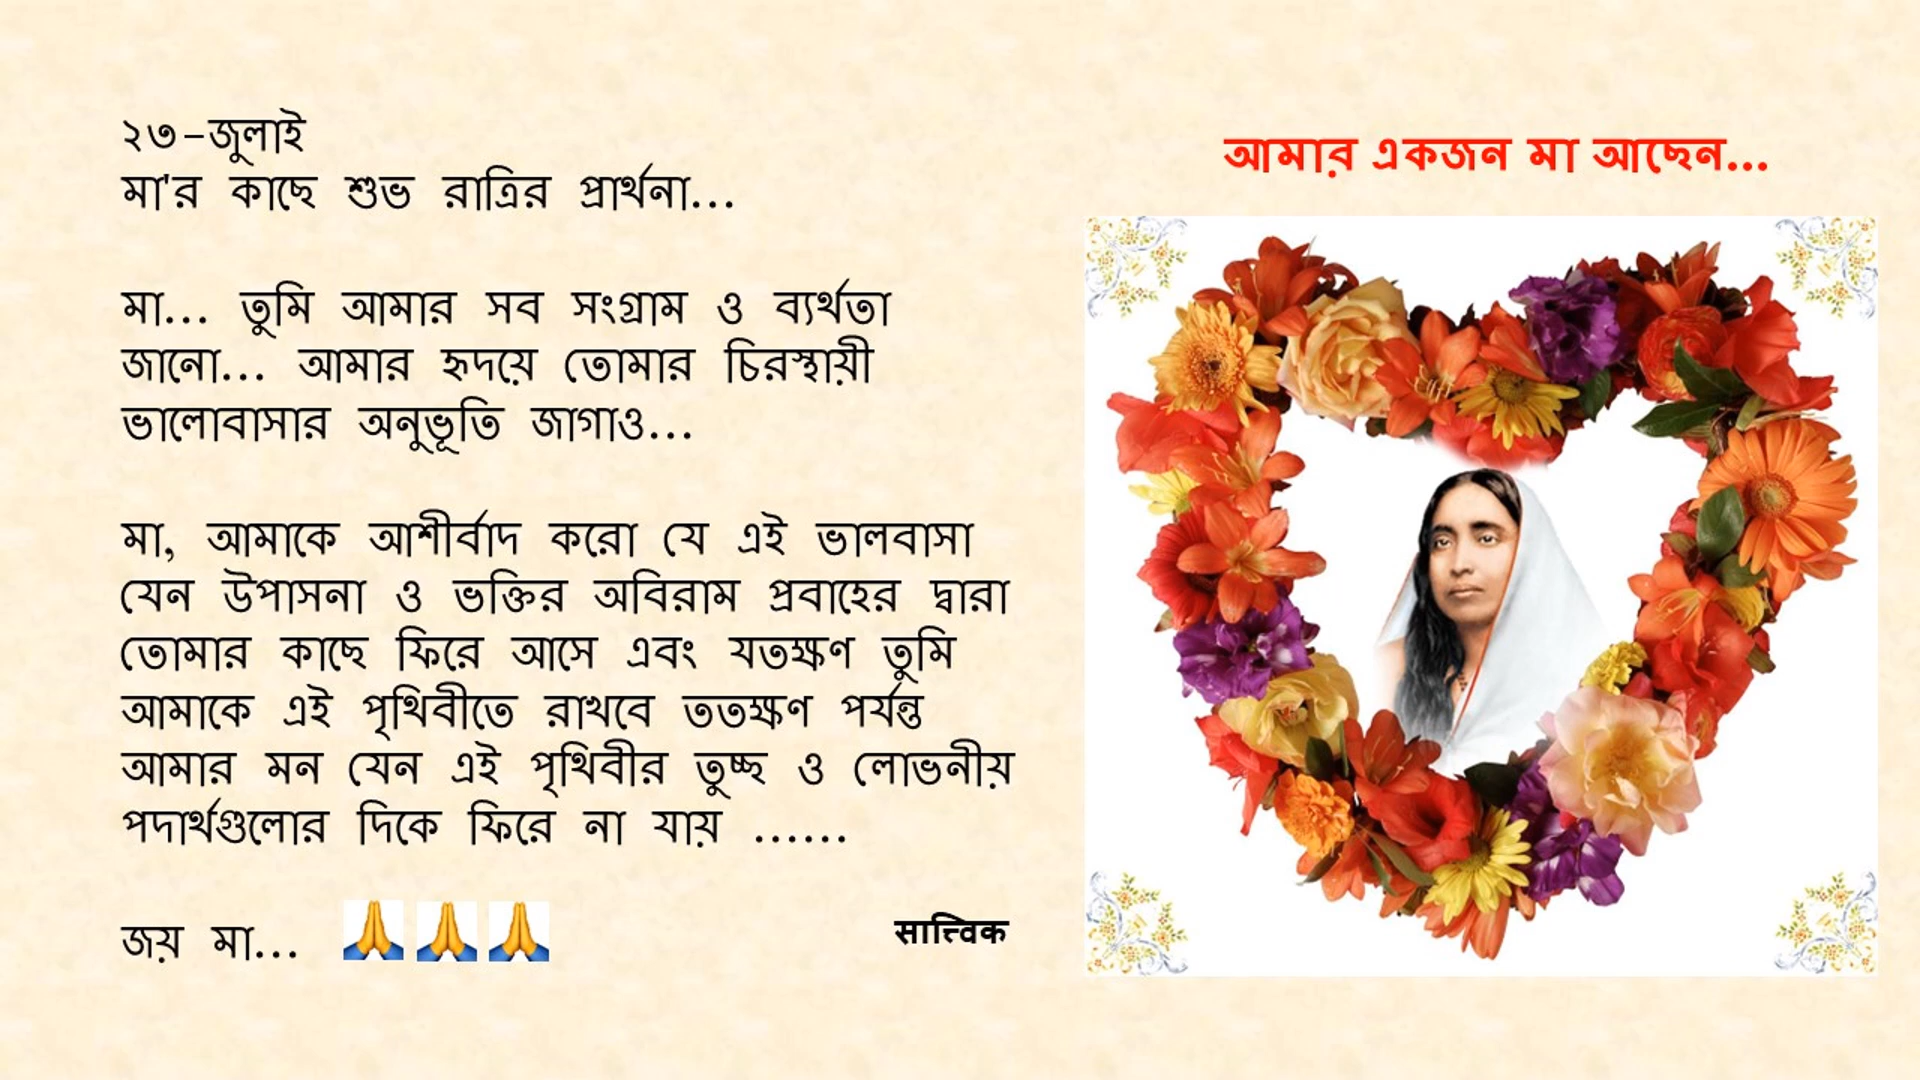 ২৩-জুলাই
মা'র কাছে শুভ রাত্রির প্রার্থনা...
মা... তুমি আমার সব সংগ্রাম ও ব্যর্থতা
জানো... আমার হৃদয়ে তোমার চিরস্থায়ী
ভালোবাসার অনুভূতি জাগাও...
মা, আমাকে আশীর্বাদ করো যে এই ভালবাসা
যেন উপাসনা ও ভক্তির অবিরাম প্রবাহের দ্বারা
তোমার কাছে ফিরে আসে এবং যতক্ষণ তুমি
আমাকে এই পৃথিবীতে রাখবে ততক্ষণ পর্যন্ত
আমার মন যেন এই পৃথিবীর তুচ্ছ ও লোভনীয়
পদার্থগুলোর দিকে ফিরে না যায় ......
জয় মা... 🙏🙏🙏
सात्त्विक
আমার একজন মা আছেন...